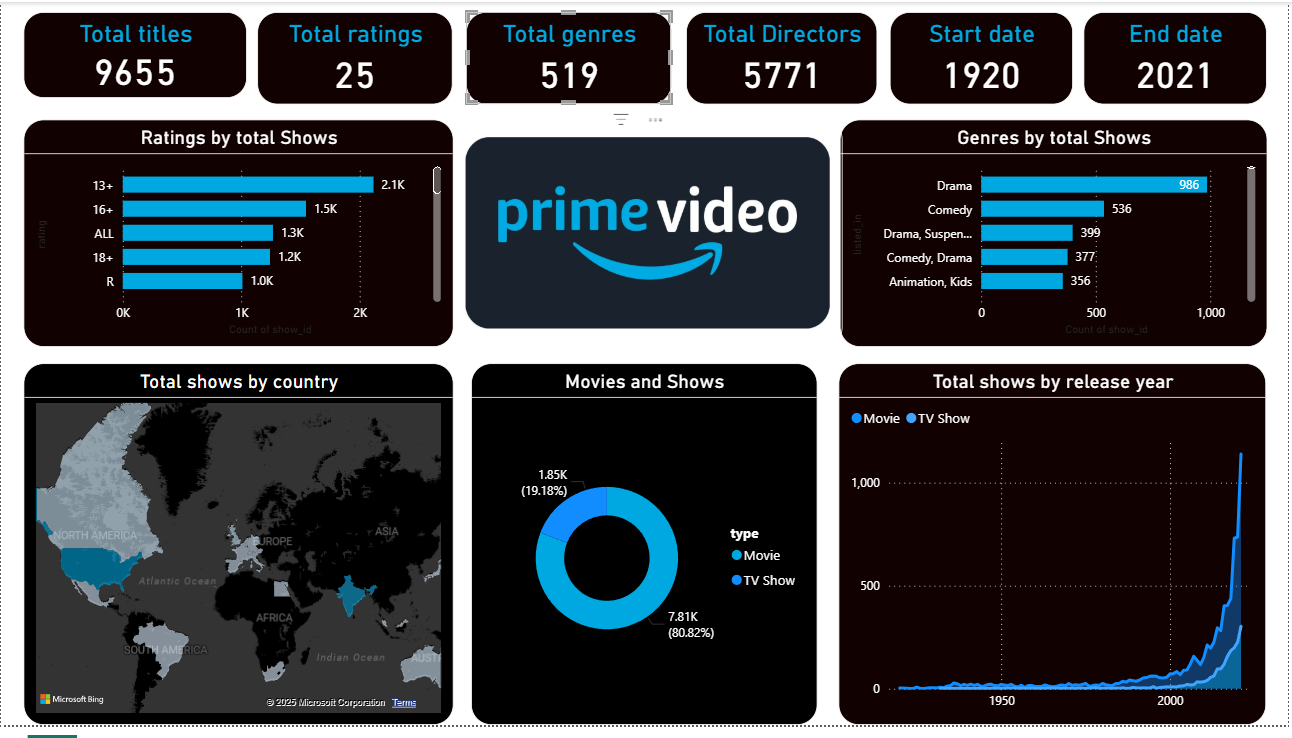 Total titles
9655
Total ratings
25
Total genres
519
Total Directors
5771
Start date
1920
End date
2021
Ratings by total Shows
rating
13+
2.1K
16+
1.5K
ALL
1.3K
18+
1.2K
R
1.0K
0K
1K
2K
Count of show_id
prime video
Genres by total Shows
listed_in
Drama
986
Comedy
536
Drama, Suspen...
399
Comedy, Drama
377
Animation, Kids
356
0
500
1,000
Count of show_id
Total shows by country
NORTH AMERICA
EUROPE
ASIA
Atlantic Ocean
AFRICA
SOUTH AMERICA
Indian Ocean
AUST
Microsoft Bing
© 2025 Microsoft Corporation Terms
Movies and Shows
1.85K
(19.18%)
7.81K
(80.82%)
type
Movie
TV Show
Total shows by release year
Movie TV Show
1,000
500
0
1950
2000